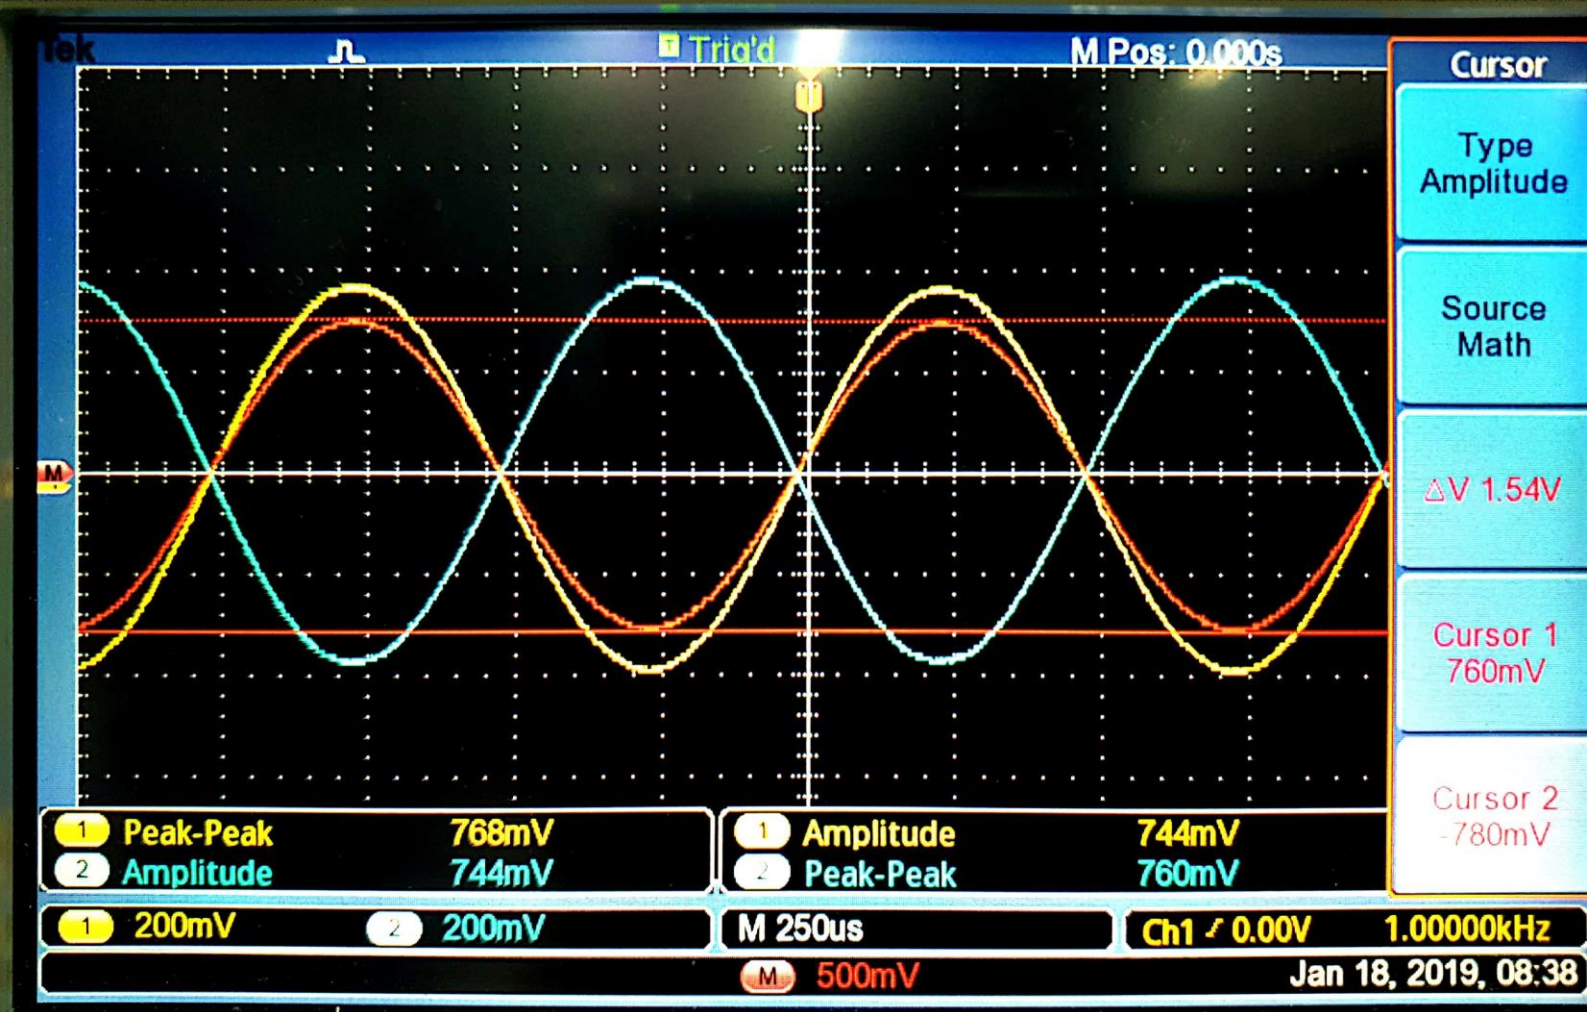 Tek
T Trig'd
M Pos: 0.000s
T
M
Cursor
Type
Amplitude
Source
Math
△V 1.54V
Cursor 1
760mV
Cursor 2
-780mV
1 Peak-Peak 768mV
2 Amplitude 744mV
1 Amplitude 744mV
2 Peak-Peak 760mV
1 200mV 2 200mV
M 250us
Ch1 0.00V 1.00000kHz
M 500mV
Jan 18, 2019, 08:38